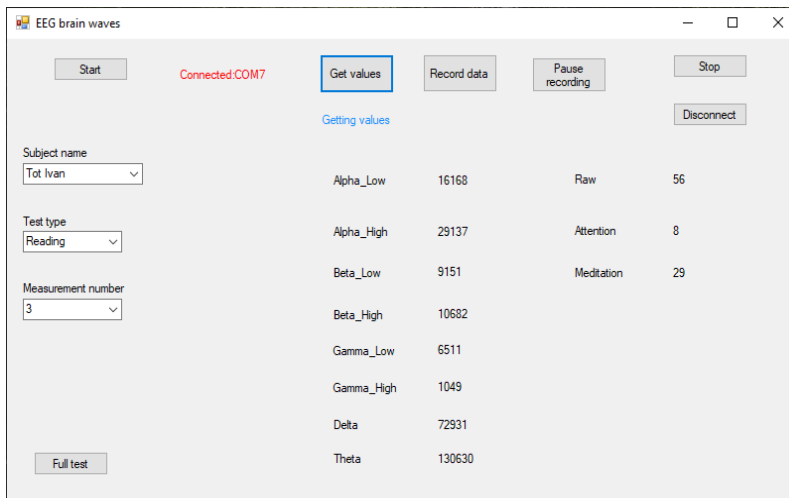 EEG brain waves
Start
Connected:COM7
Get values
Record data
Pause
recording
Stop
Getting values
Disconnect
Subject name
Tot Ivan
Test type
Reading
Measurement number
3
Alpha_Low 16168 Raw 56
Alpha_High 29137 Attention 8
Beta_Low 9151 Meditation 29
Beta_High 10682
Gamma_Low 6511
Gamma_High 1049
Delta 72931
Theta 130630
Full test